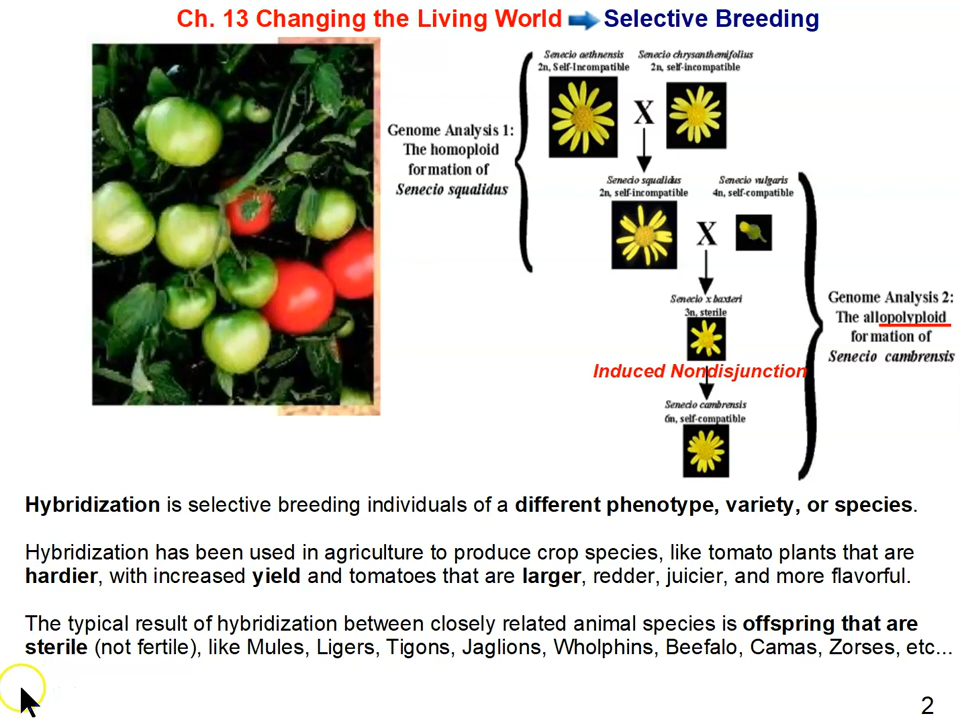 Ch. 13 Changing the Living World Selective Breeding
Senecio aethnensis
2n, Self-Incompatible
Senecio chrysanthemifolius
2n, self-incompatible
X
Genome Analysis 1:
The homoploid
formation of
Senecio squalidus
Senecio squalidus
2n, self-incompatible
Senecio vulgaris
4n, self-compatible
X
Senecio x baxteri
3n, sterile
Genome Analysis 2:
The allopolyploid
formation of
Senecio cambrensis
Induced Nondisjunction
Senecio cambrensis
6n, self-compatible
Hybridization is selective breeding individuals of a different phenotype, variety, or species.
Hybridization has been used in agriculture to produce crop species, like tomato plants that are
hardier, with increased yield and tomatoes that are larger, redder, juicier, and more flavorful.
The typical result of hybridization between closely related animal species is offspring that are
sterile (not fertile), like Mules, Ligers, Tigons, Jaglions, Wholphins, Beefalo, Camas, Zorses, etc...
2